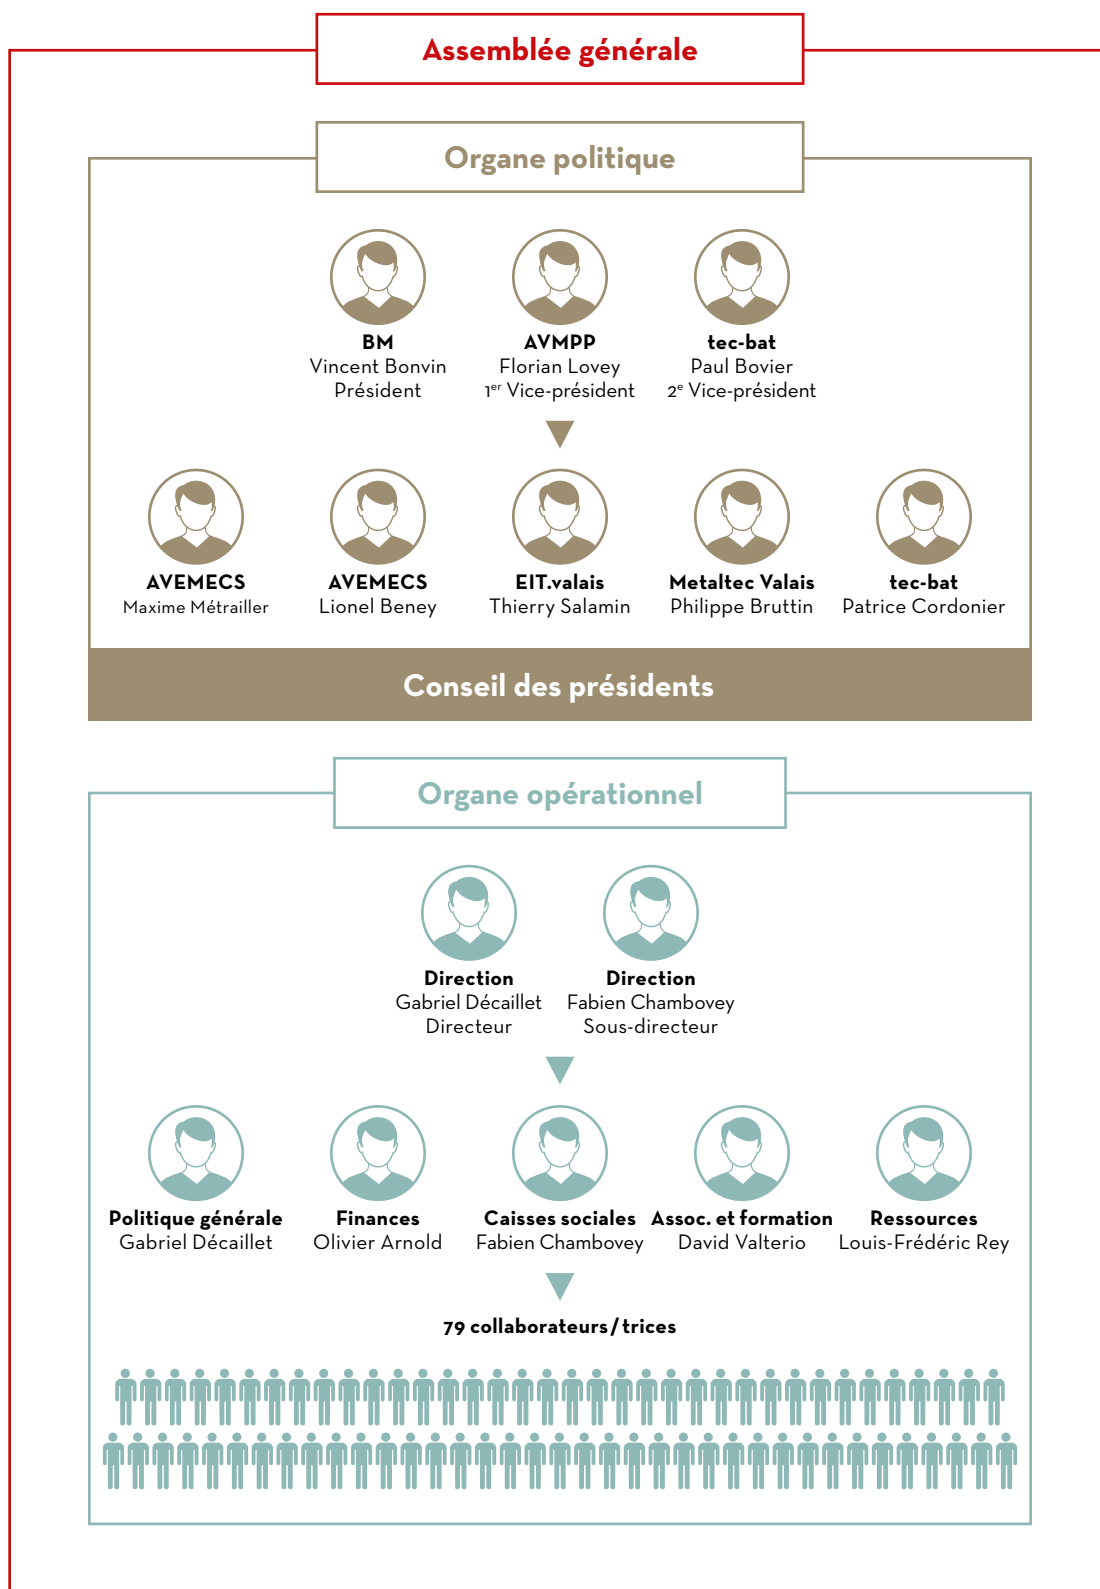 Assemblée générale
Organe politique
BM
Vincent Bonvin
Président
AVMPP
Florian Lovey
1er Vice-président
tec-bat
Paul Bovier
2e Vice-président
AVEMECS
Maxime Métrailler
AVEMECS
Lionel Beney
EIT.valais
Thierry Salamin
Metaltec Valais
Philippe Bruttin
tec-bat
Patrice Cordonier
Conseil des présidents
Organe opérationnel
Direction
Gabriel Décaillet
Directeur
Direction
Fabien Chambovey
Sous-directeur
Politique générale
Gabriel Décaillet
Finances
Olivier Arnold
Caisses sociales
Fabien Chambovey
Assoc. et formation
David Valterio
Ressources
Louis-Frédéric Rey
79 collaborateurs/trices